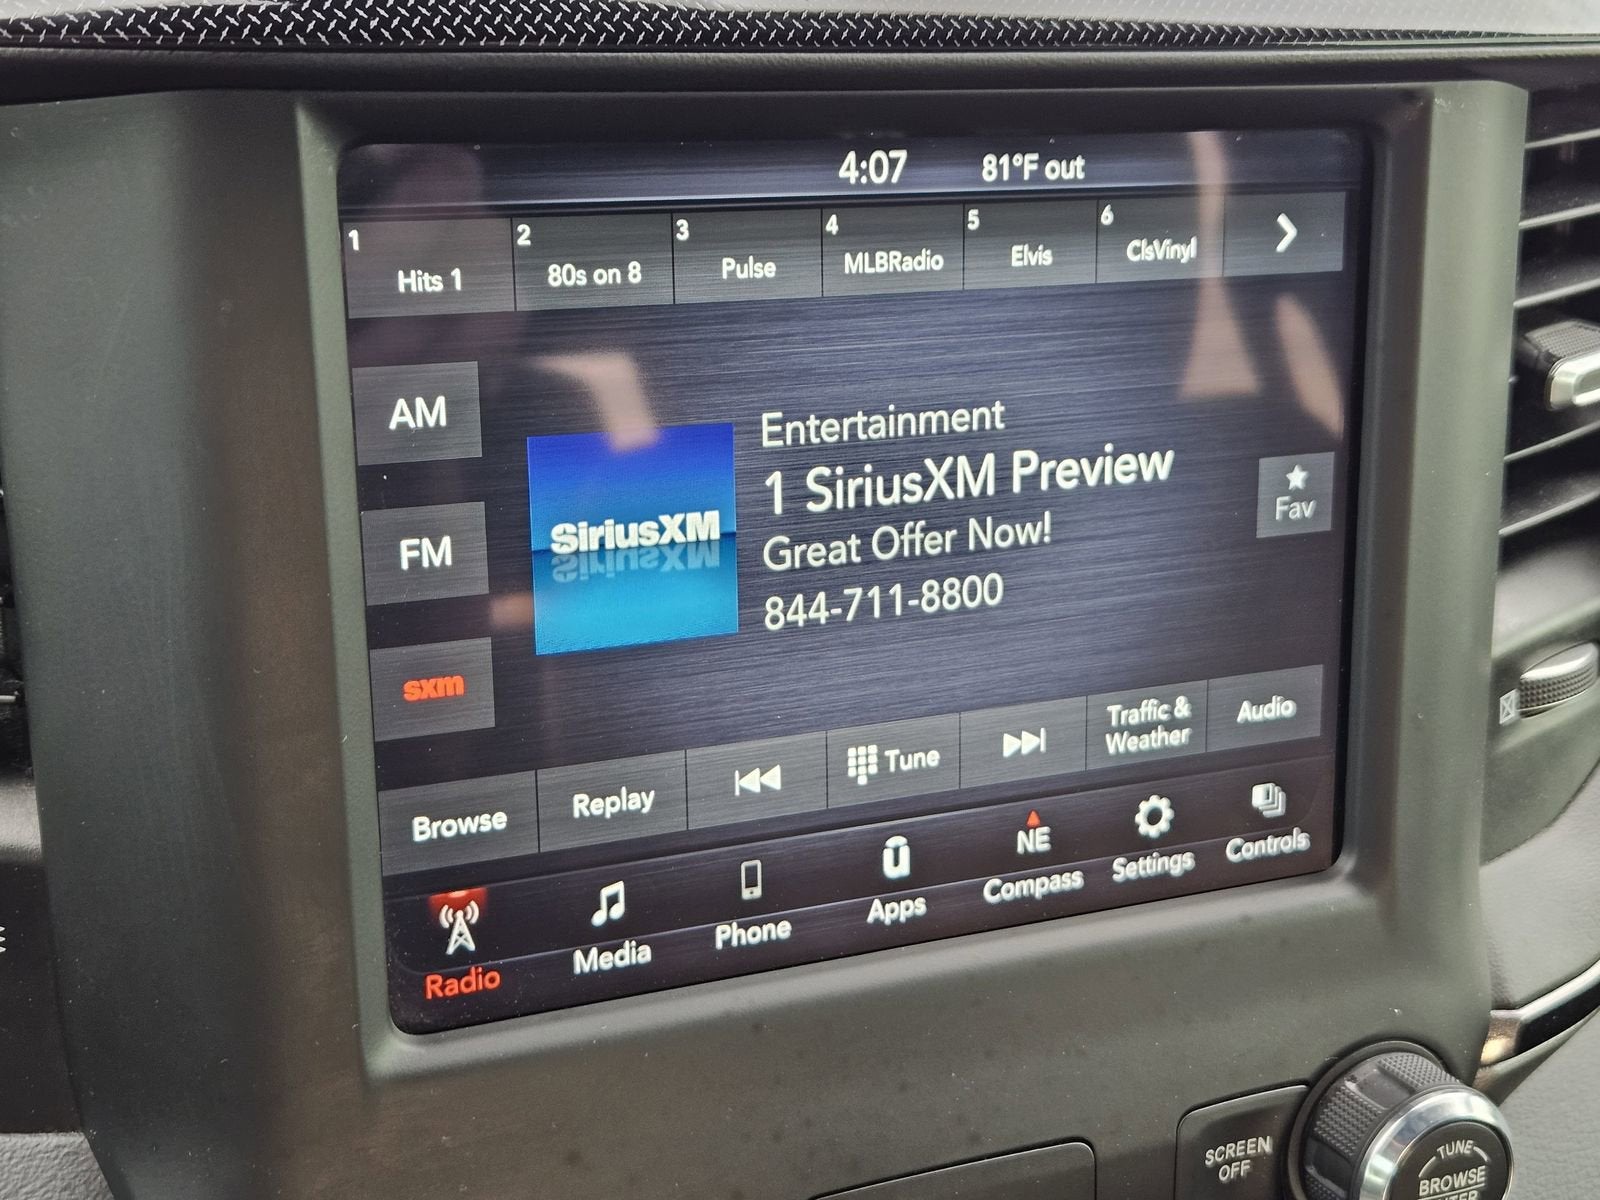 4:07 81°F out
1 Hits 1
2 80s on 8
3 Pulse
4 MLBRadio
5 Elvis
6 ClsVinyl
AM
FM
sxm
SiriusXM
Entertainment
1 SiriusXM Preview
Great Offer Now!
844-711-8800
Fav
Browse
Replay
Tune
Traffic &
Weather
Audio
Radio
Media
Phone
Apps
NE
Compass
Settings
Controls
SCREEN
OFF
TUNE
BROWSE